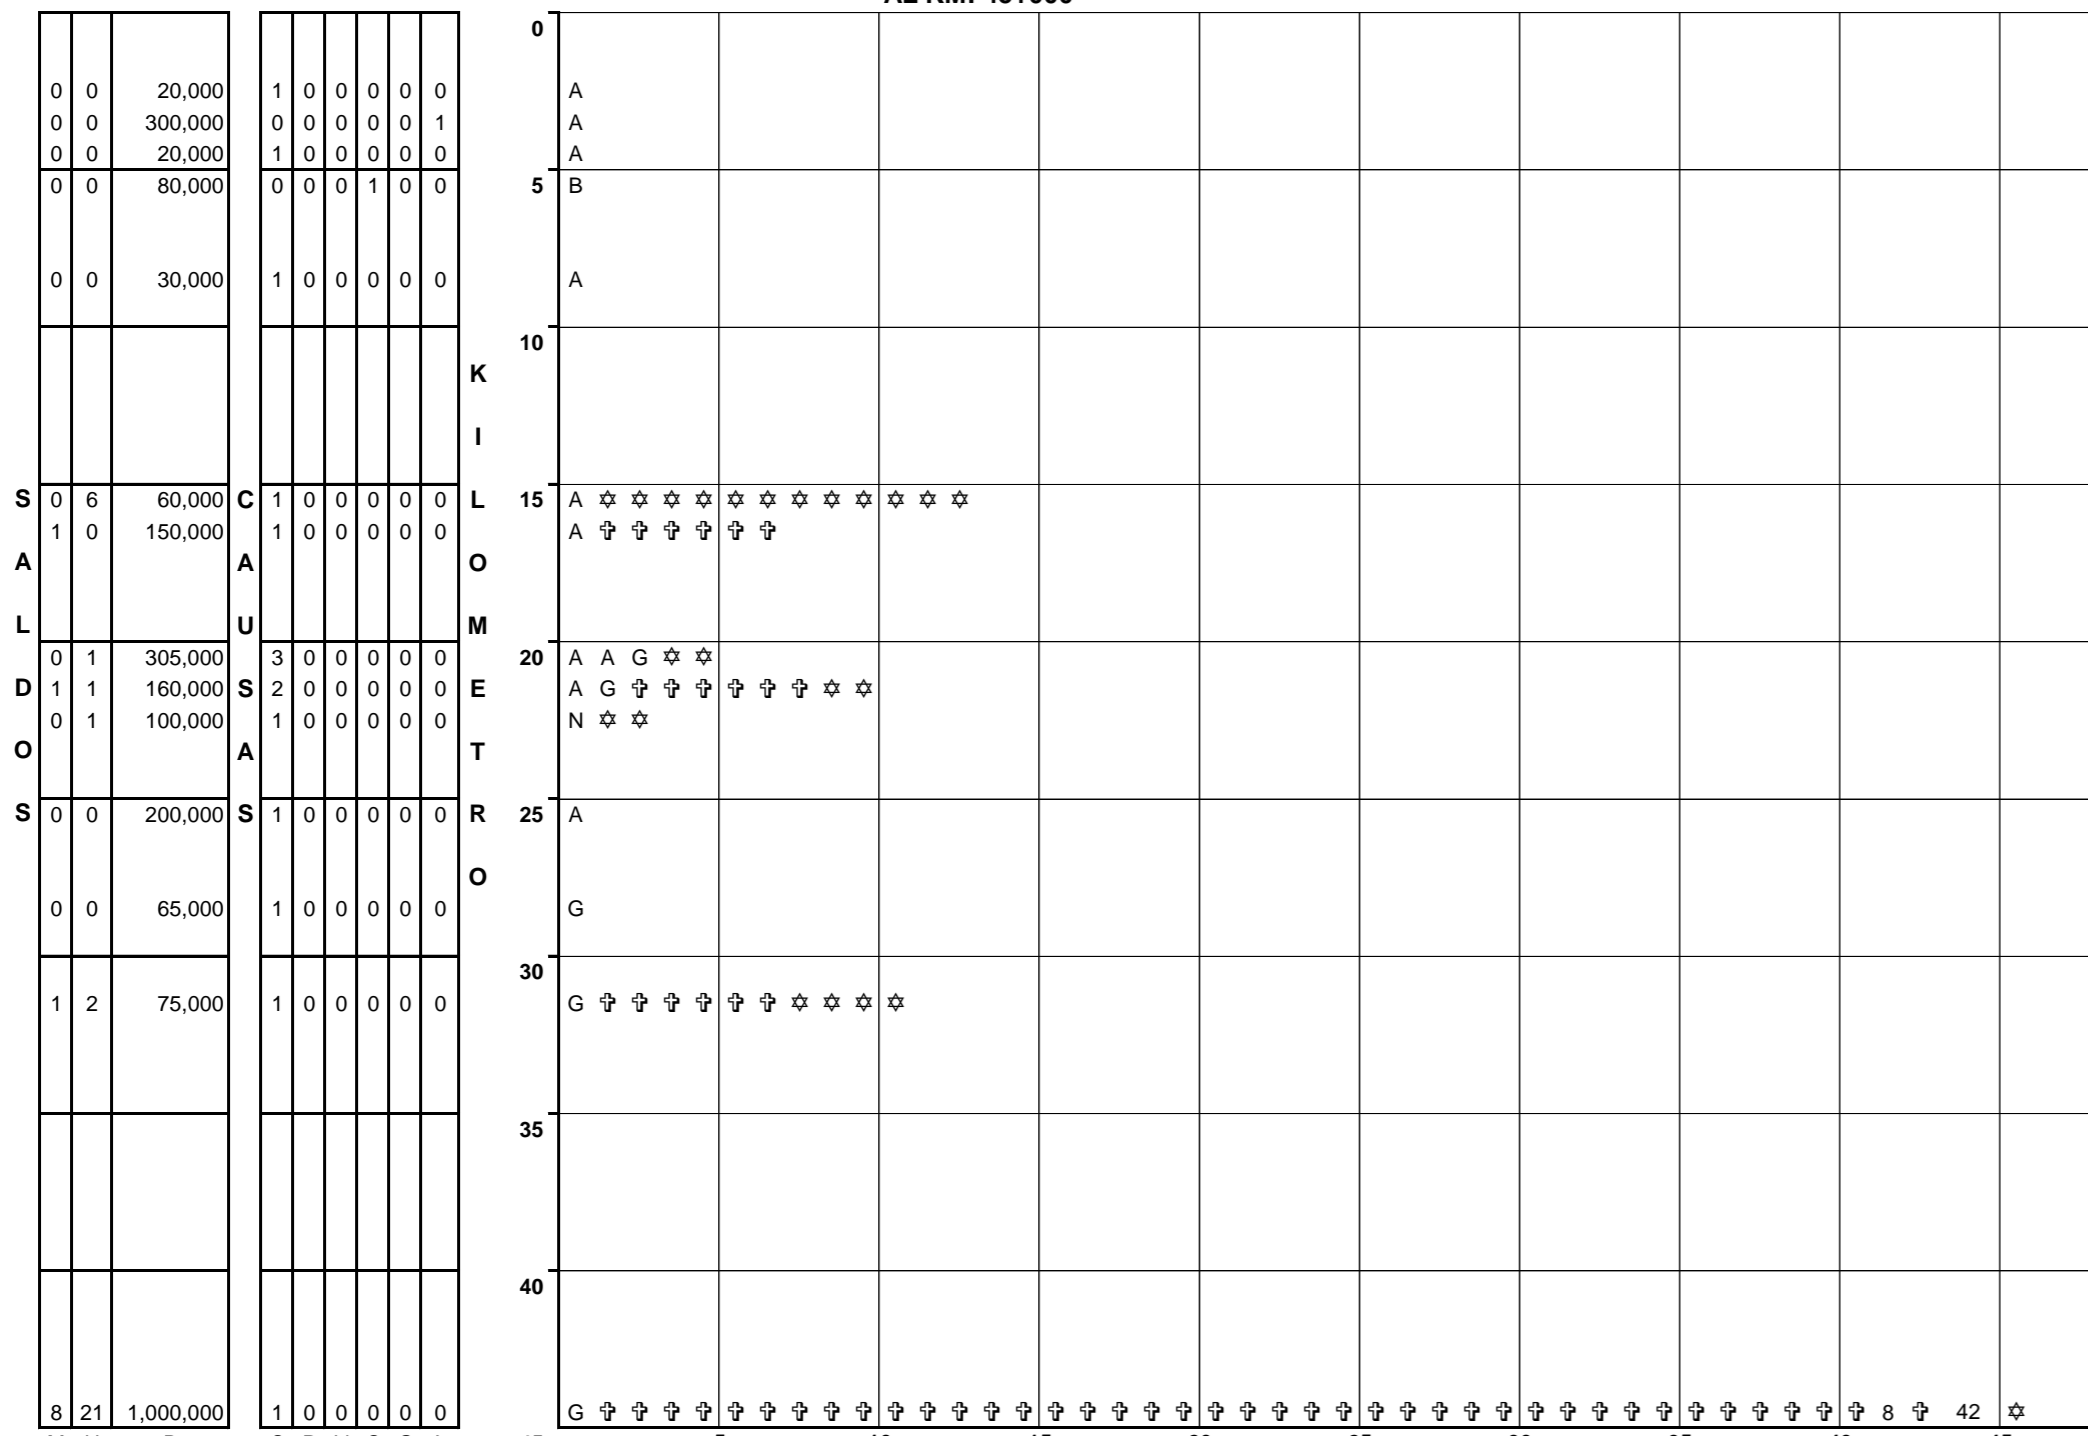 0
0 0 20,000 1 0 0 0 0 0 A
0 0 300,000 0 0 0 0 0 1 A
0 0 20,000 1 0 0 0 0 0 A
0 0 80,000 0 0 0 1 0 0 5 B
0 0 30,000 1 0 0 0 0 0 A
10
K
I
S 0 6 60,000 C 1 0 0 0 0 0 L 15 A ✡ ✡ ✡ ✡ ✡ ✡ ✡ ✡ ✡ ✡ ✡ ✡
1 0 150,000 1 0 0 0 0 0 A ✞ ✞ ✞ ✞ ✞ ✞
A A O
L U M
0 1 305,000 3 0 0 0 0 0 20 A A G ✡ ✡
D 1 1 160,000 S 2 0 0 0 0 0 E A G ✞ ✞ ✞ ✞ ✞ ✞ ✡ ✡
0 1 100,000 1 0 0 0 0 0 N ✡ ✡
O A T
S 0 0 200,000 S 1 0 0 0 0 0 R 25 A
O
0 0 65,000 1 0 0 0 0 0 G
30
1 2 75,000 1 0 0 0 0 0 G ✞ ✞ ✞ ✞ ✞ ✞ ✡ ✡ ✡ ✡
35
40
8 21 1,000,000 1 0 0 0 0 0 G ✞ ✞ ✞ ✞ ✞ ✞ ✞ ✞ ✞ ✞ ✞ ✞ ✞ ✞ ✞ ✞ ✞ ✞ ✞ ✞ ✞ ✞ ✞ ✞ ✞ ✞ ✞ ✞ ✞ ✞ ✞ ✞ ✞ ✞ ✞ ✞ ✞ ✞ ✞ ✞ 8 ✞ 42 ✡